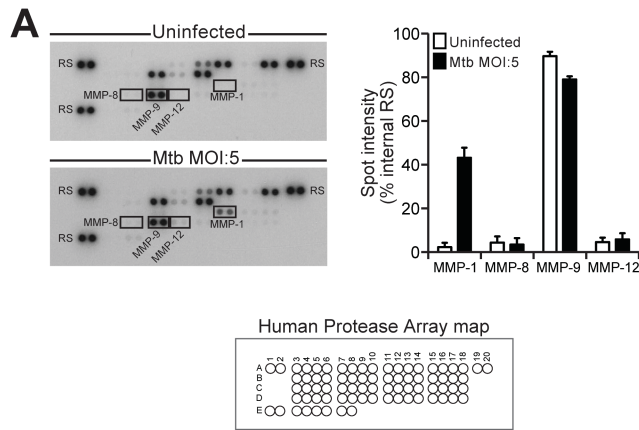 A
Uninfected
RS
RS
MMP-8
MMP-9
MMP-12
MMP-1
RS
Mtb MOI:5
RS
RS
MMP-8
MMP-9
MMP-12
MMP-1
RS
Spot intensity
(% internal RS)
100
80
60
40
20
0
Uninfected
Mtb MOI:5
MMP-1 MMP-8 MMP-9 MMP-12
Human Protease Array map
1 2 3 4 5 6 7 8 9 10 11 12 13 14 15 16 17 18 19 20
A
B
C
D
E